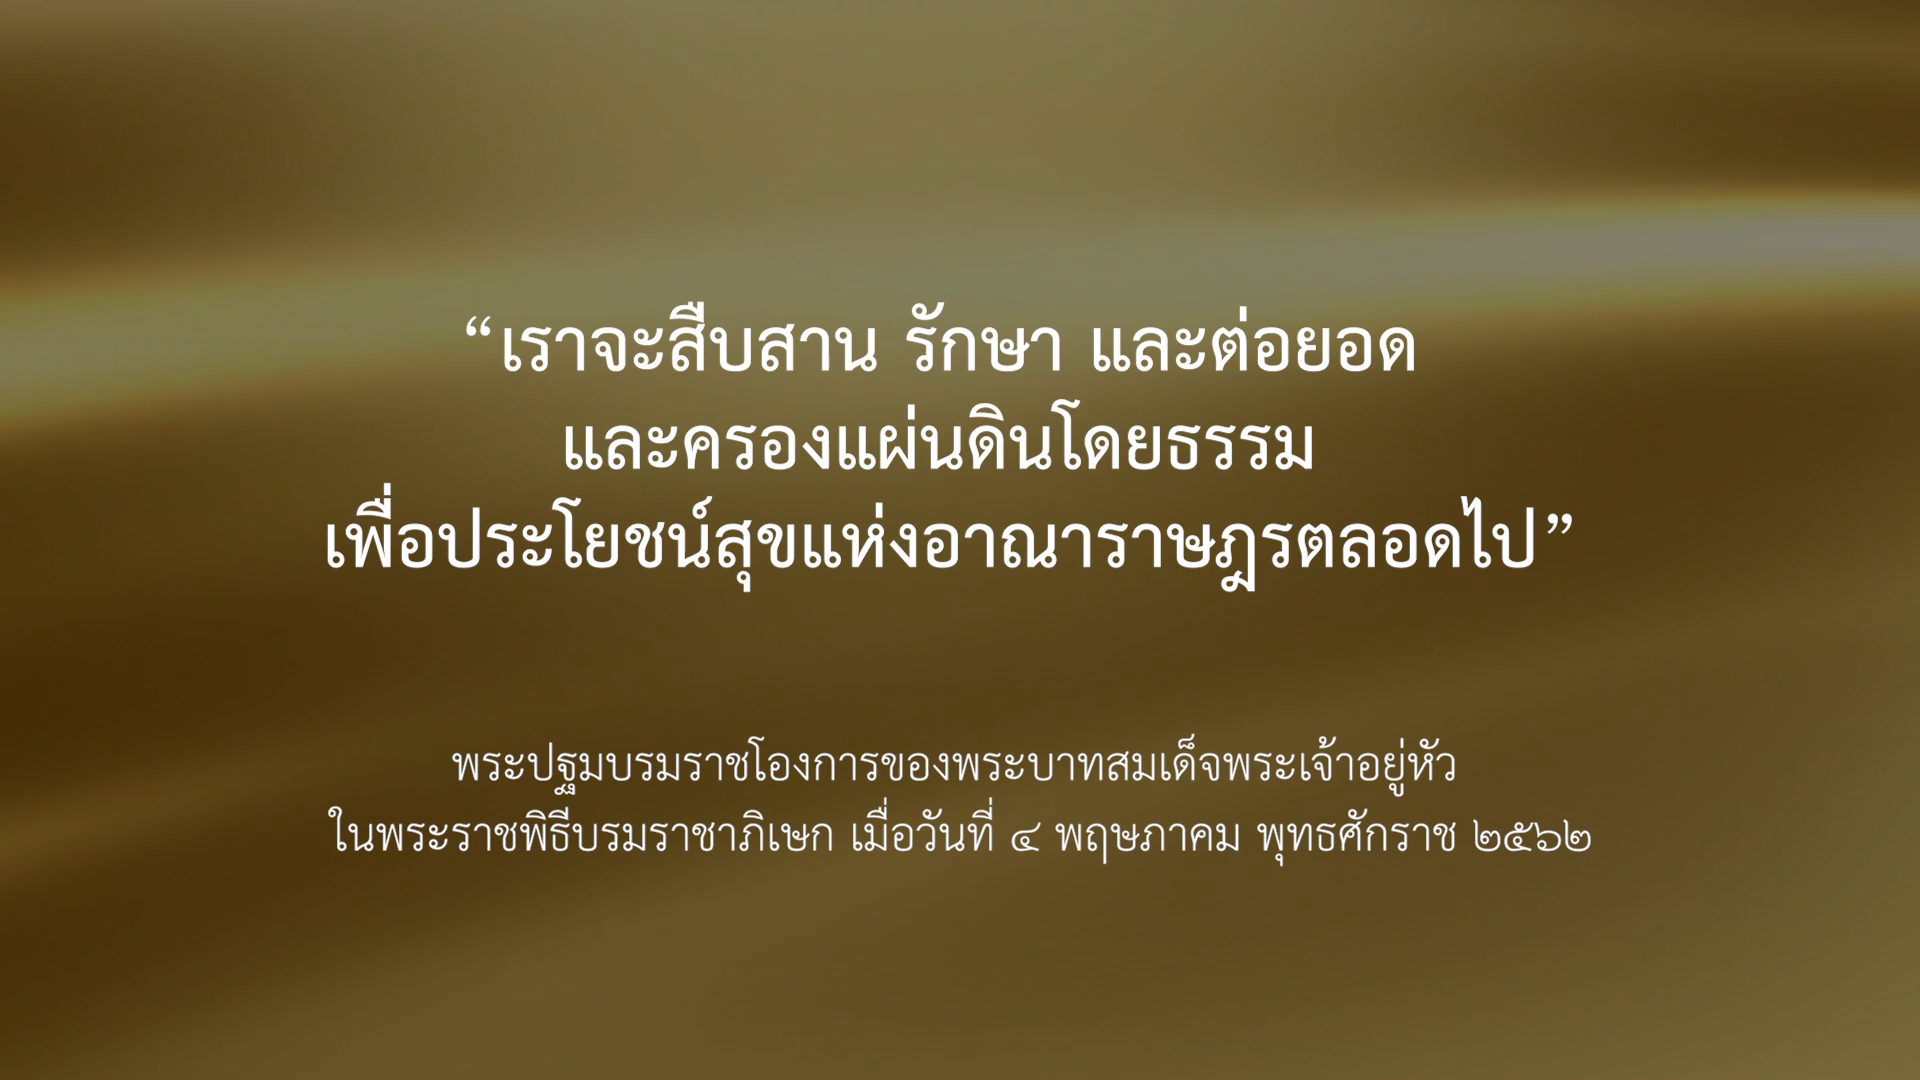 “เราจะสืบสาน รักษา และต่อยอด
และครองแผ่นดินโดยธรรม
เพื่อประโยชน์สุขแห่งอาณาราษฎรตลอดไป”
พระปฐมบรมราชโองการของพระบาทสมเด็จพระเจ้าอยู่หัว
ในพระราชพิธีบรมราชาภิเษก เมื่อวันที่ ๔ พฤษภาคม พุทธศักราช ๒๕๖๒